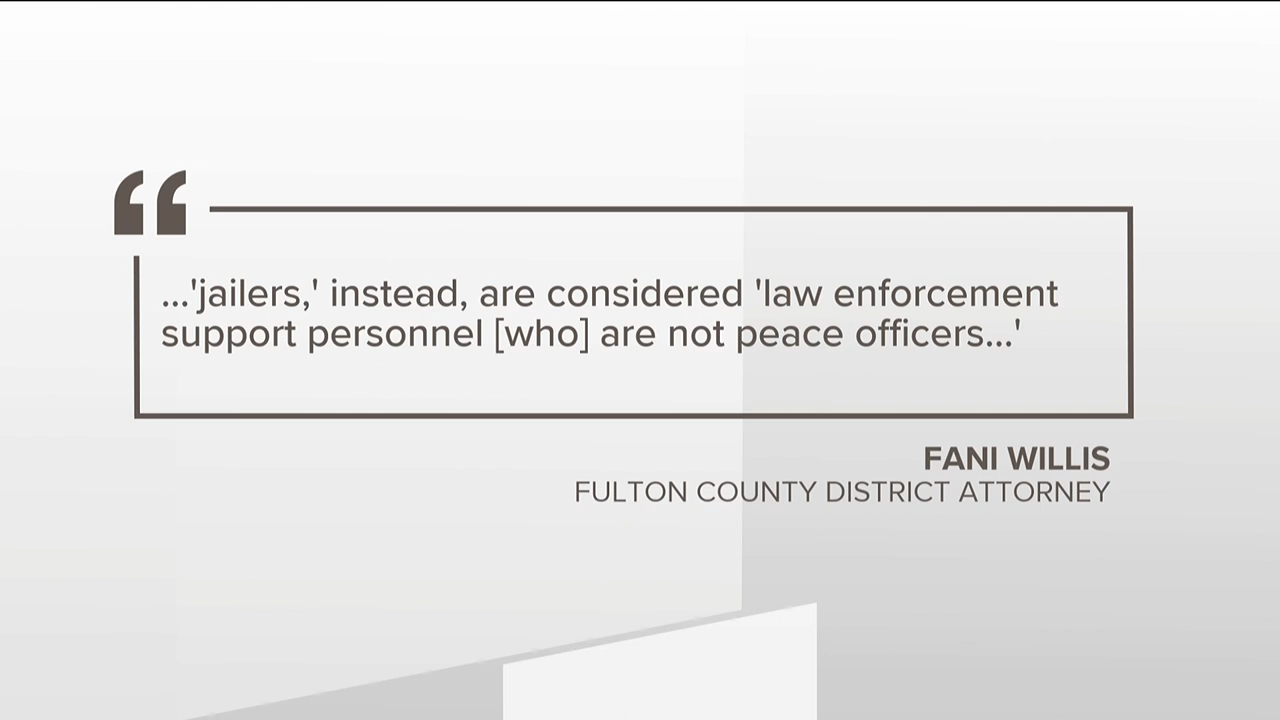 “
...'jailers,' instead, are considered 'law enforcement
support personnel [who] are not peace officers...'
FANI WILLIS
FULTON COUNTY DISTRICT ATTORNEY